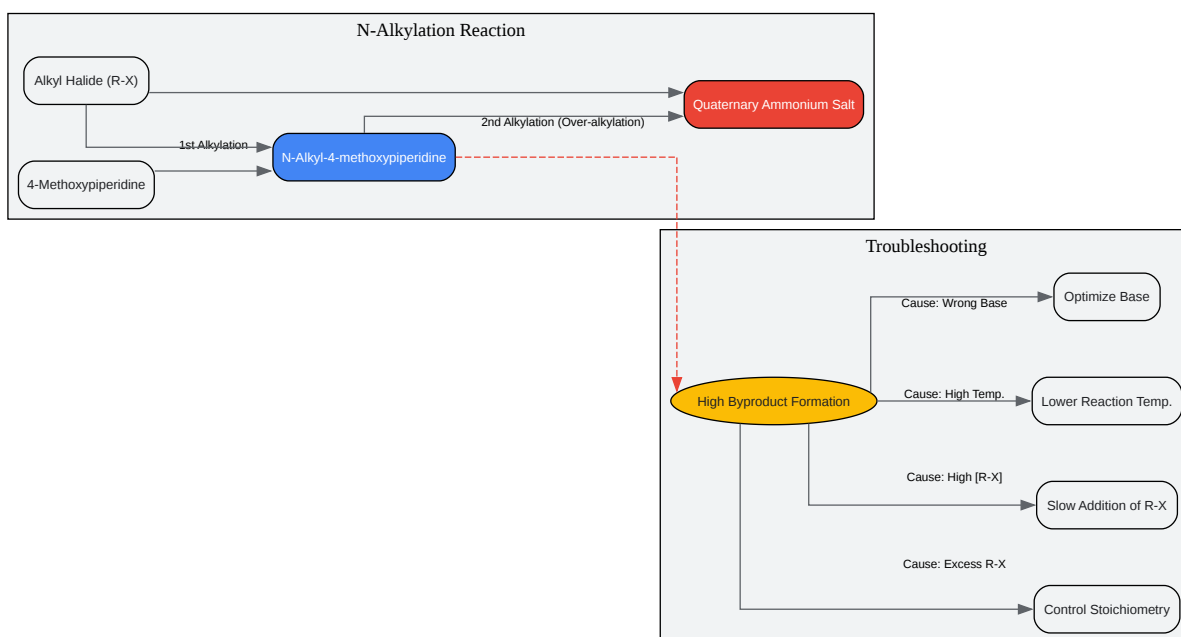 N-Alkylation Reaction
Alkyl Halide (R-X)
Quaternary Ammonium Salt
2nd Alkylation (Over-alkylation)
1st Alkylation
N-Alkyl-4-methoxypiperidine
4-Methoxypiperidine
Troubleshooting
Optimize Base
Cause: Wrong Base
Cause: High Temp.
High Byproduct Formation
Lower Reaction Temp.
Cause: High [R-X]
Slow Addition of R-X
Cause: Excess R-X
Control Stoichiometry